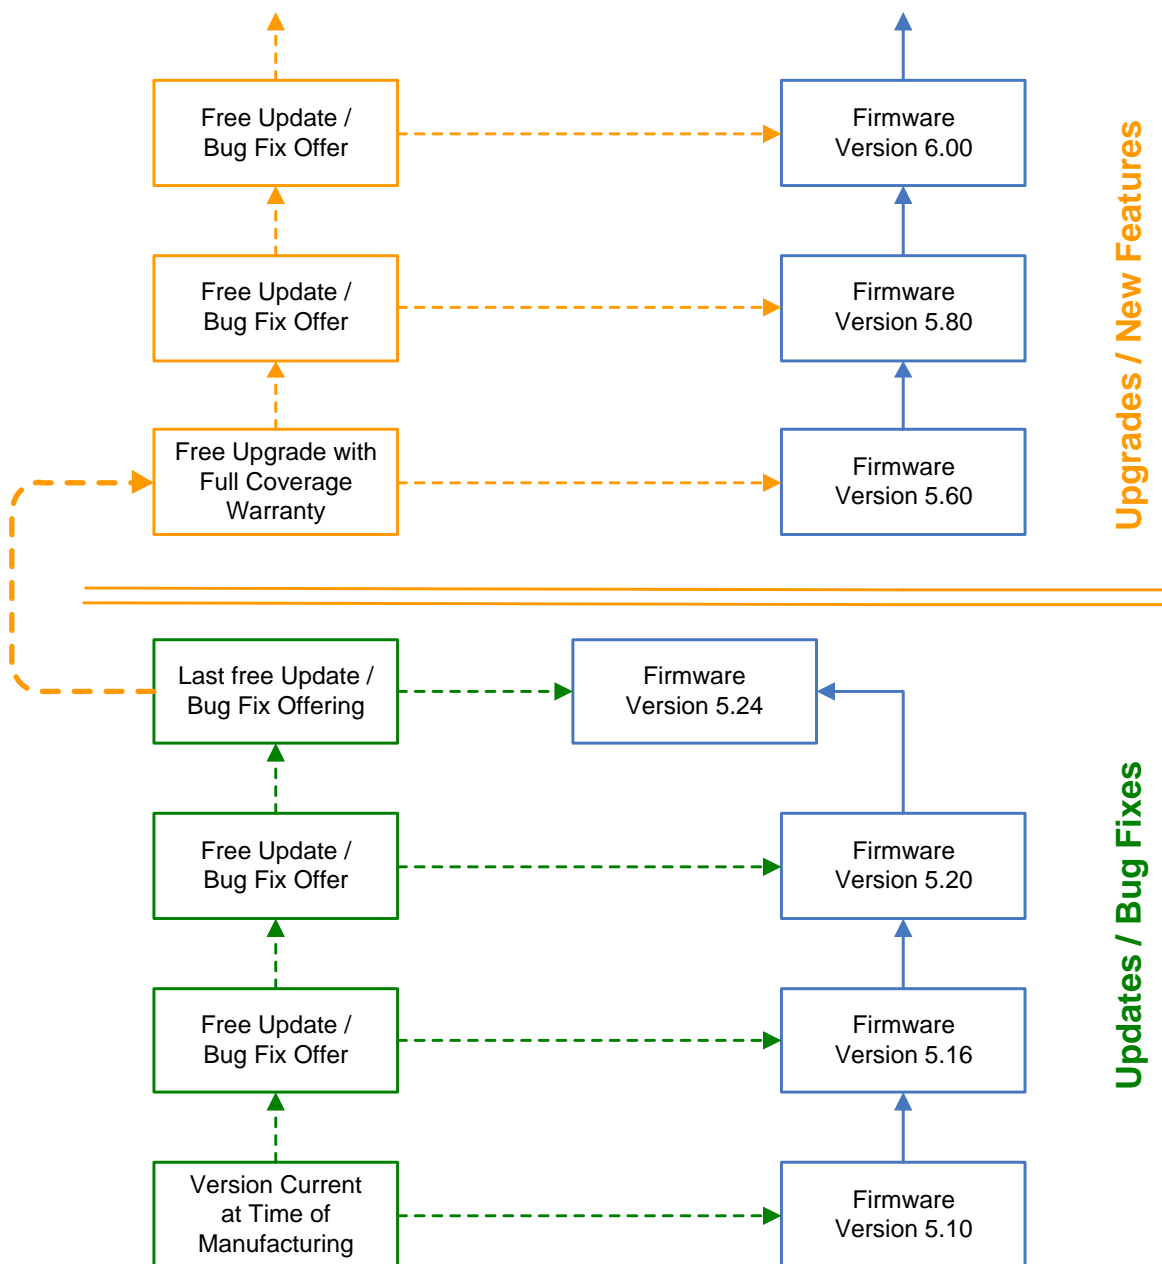 Free Update /
Bug Fix Offer
Firmware
Version 6.00
Free Update /
Bug Fix Offer
Firmware
Version 5.80
Free Upgrade with
Full Coverage
Warranty
Firmware
Version 5.60
Upgrades / New Features
Last free Update /
Bug Fix Offering
Firmware
Version 5.24
Free Update /
Bug Fix Offer
Firmware
Version 5.20
Free Update /
Bug Fix Offer
Firmware
Version 5.16
Version Current
at Time of
Manufacturing
Firmware
Version 5.10
Updates / Bug Fixes